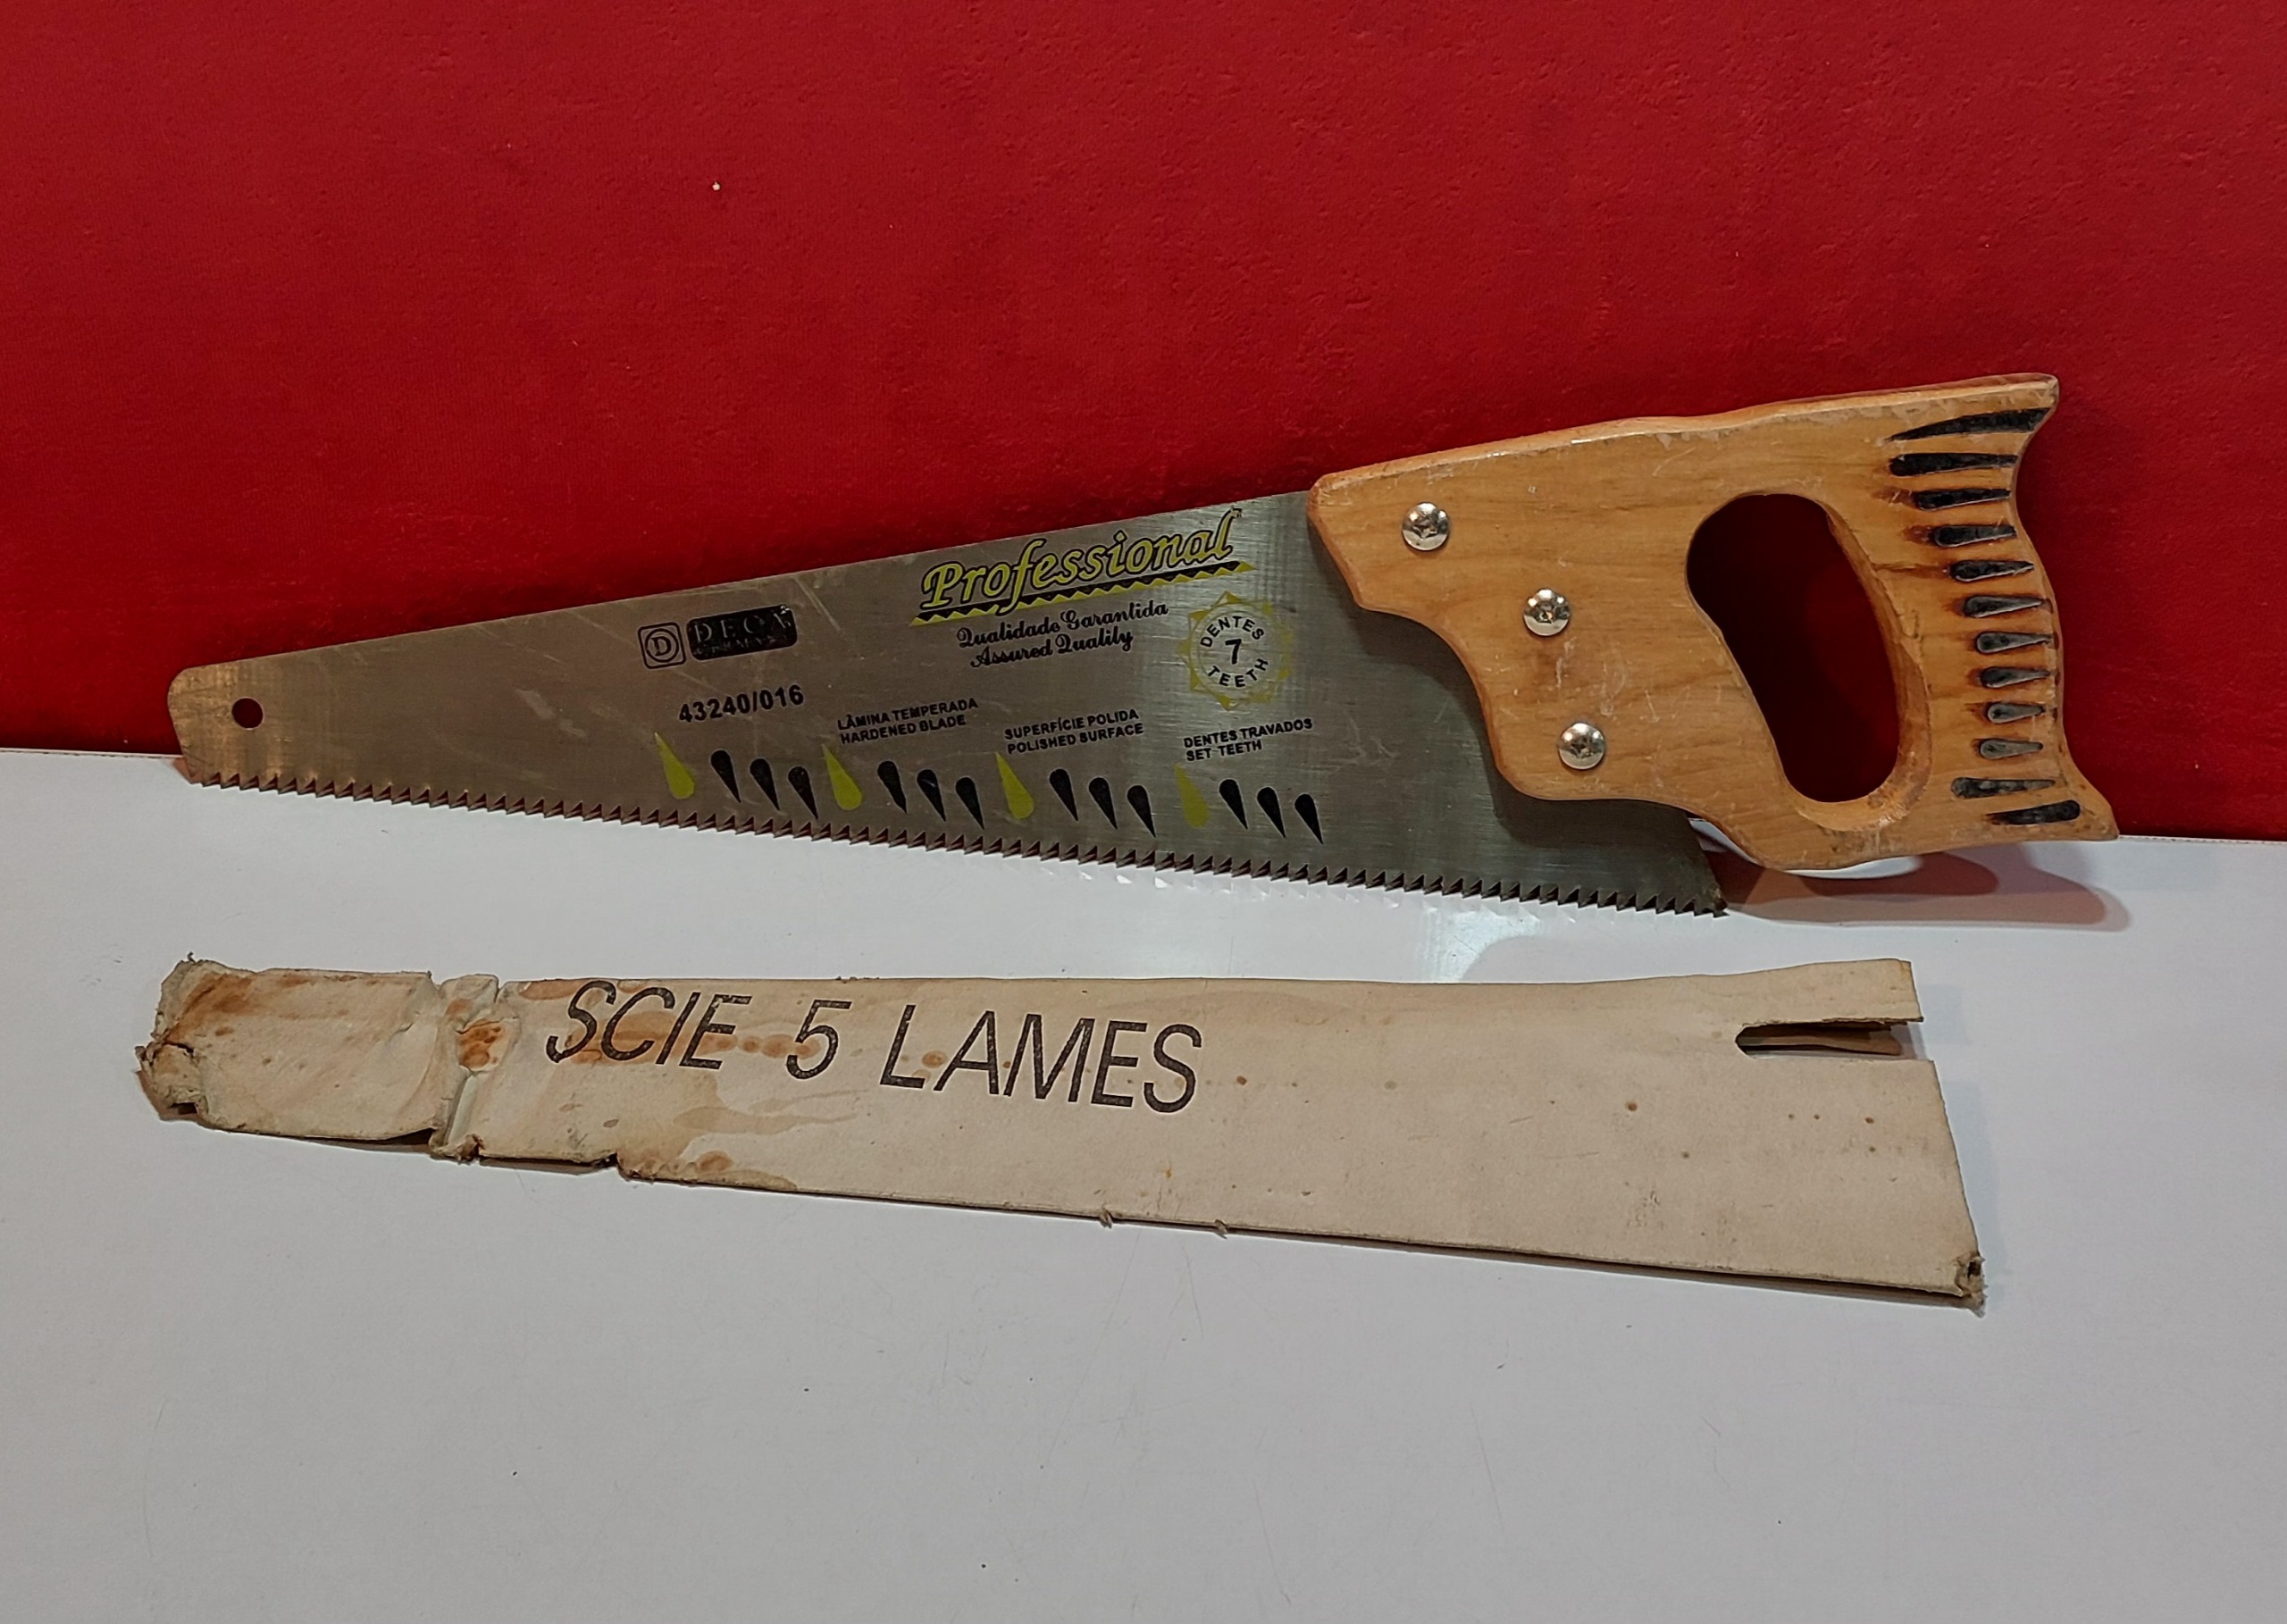 Professional
Qualidade Garantida
Assured Quality
D
DENTES
7
TEETH
43240/016
LÂMINA TEMPERADA
HARDENED BLADE
SUPERFÍCIE POLIDA
POLISHED SURFACE
DENTES TRAVADOS
SET TEETH
SCIE 5 LAMES